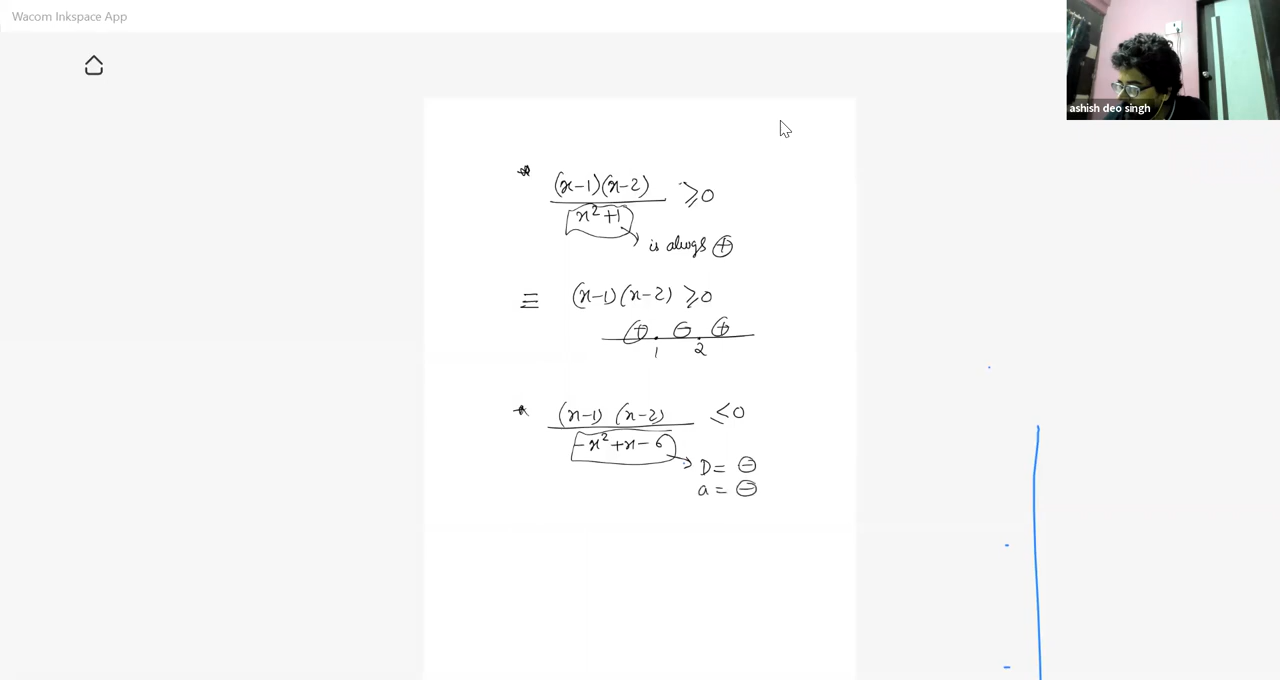 Wacom Inkspace App
ashish deo singh
* (x-1)(x-2) / x²+1 ≥0
is alwys ⊕
≡ (x-1)(x-2) ≥0
⊕ ⊖ ⊕
1 2
* (x-1) (x-2) / -x²+x-6 ≤0
D= ⊖
a= ⊖